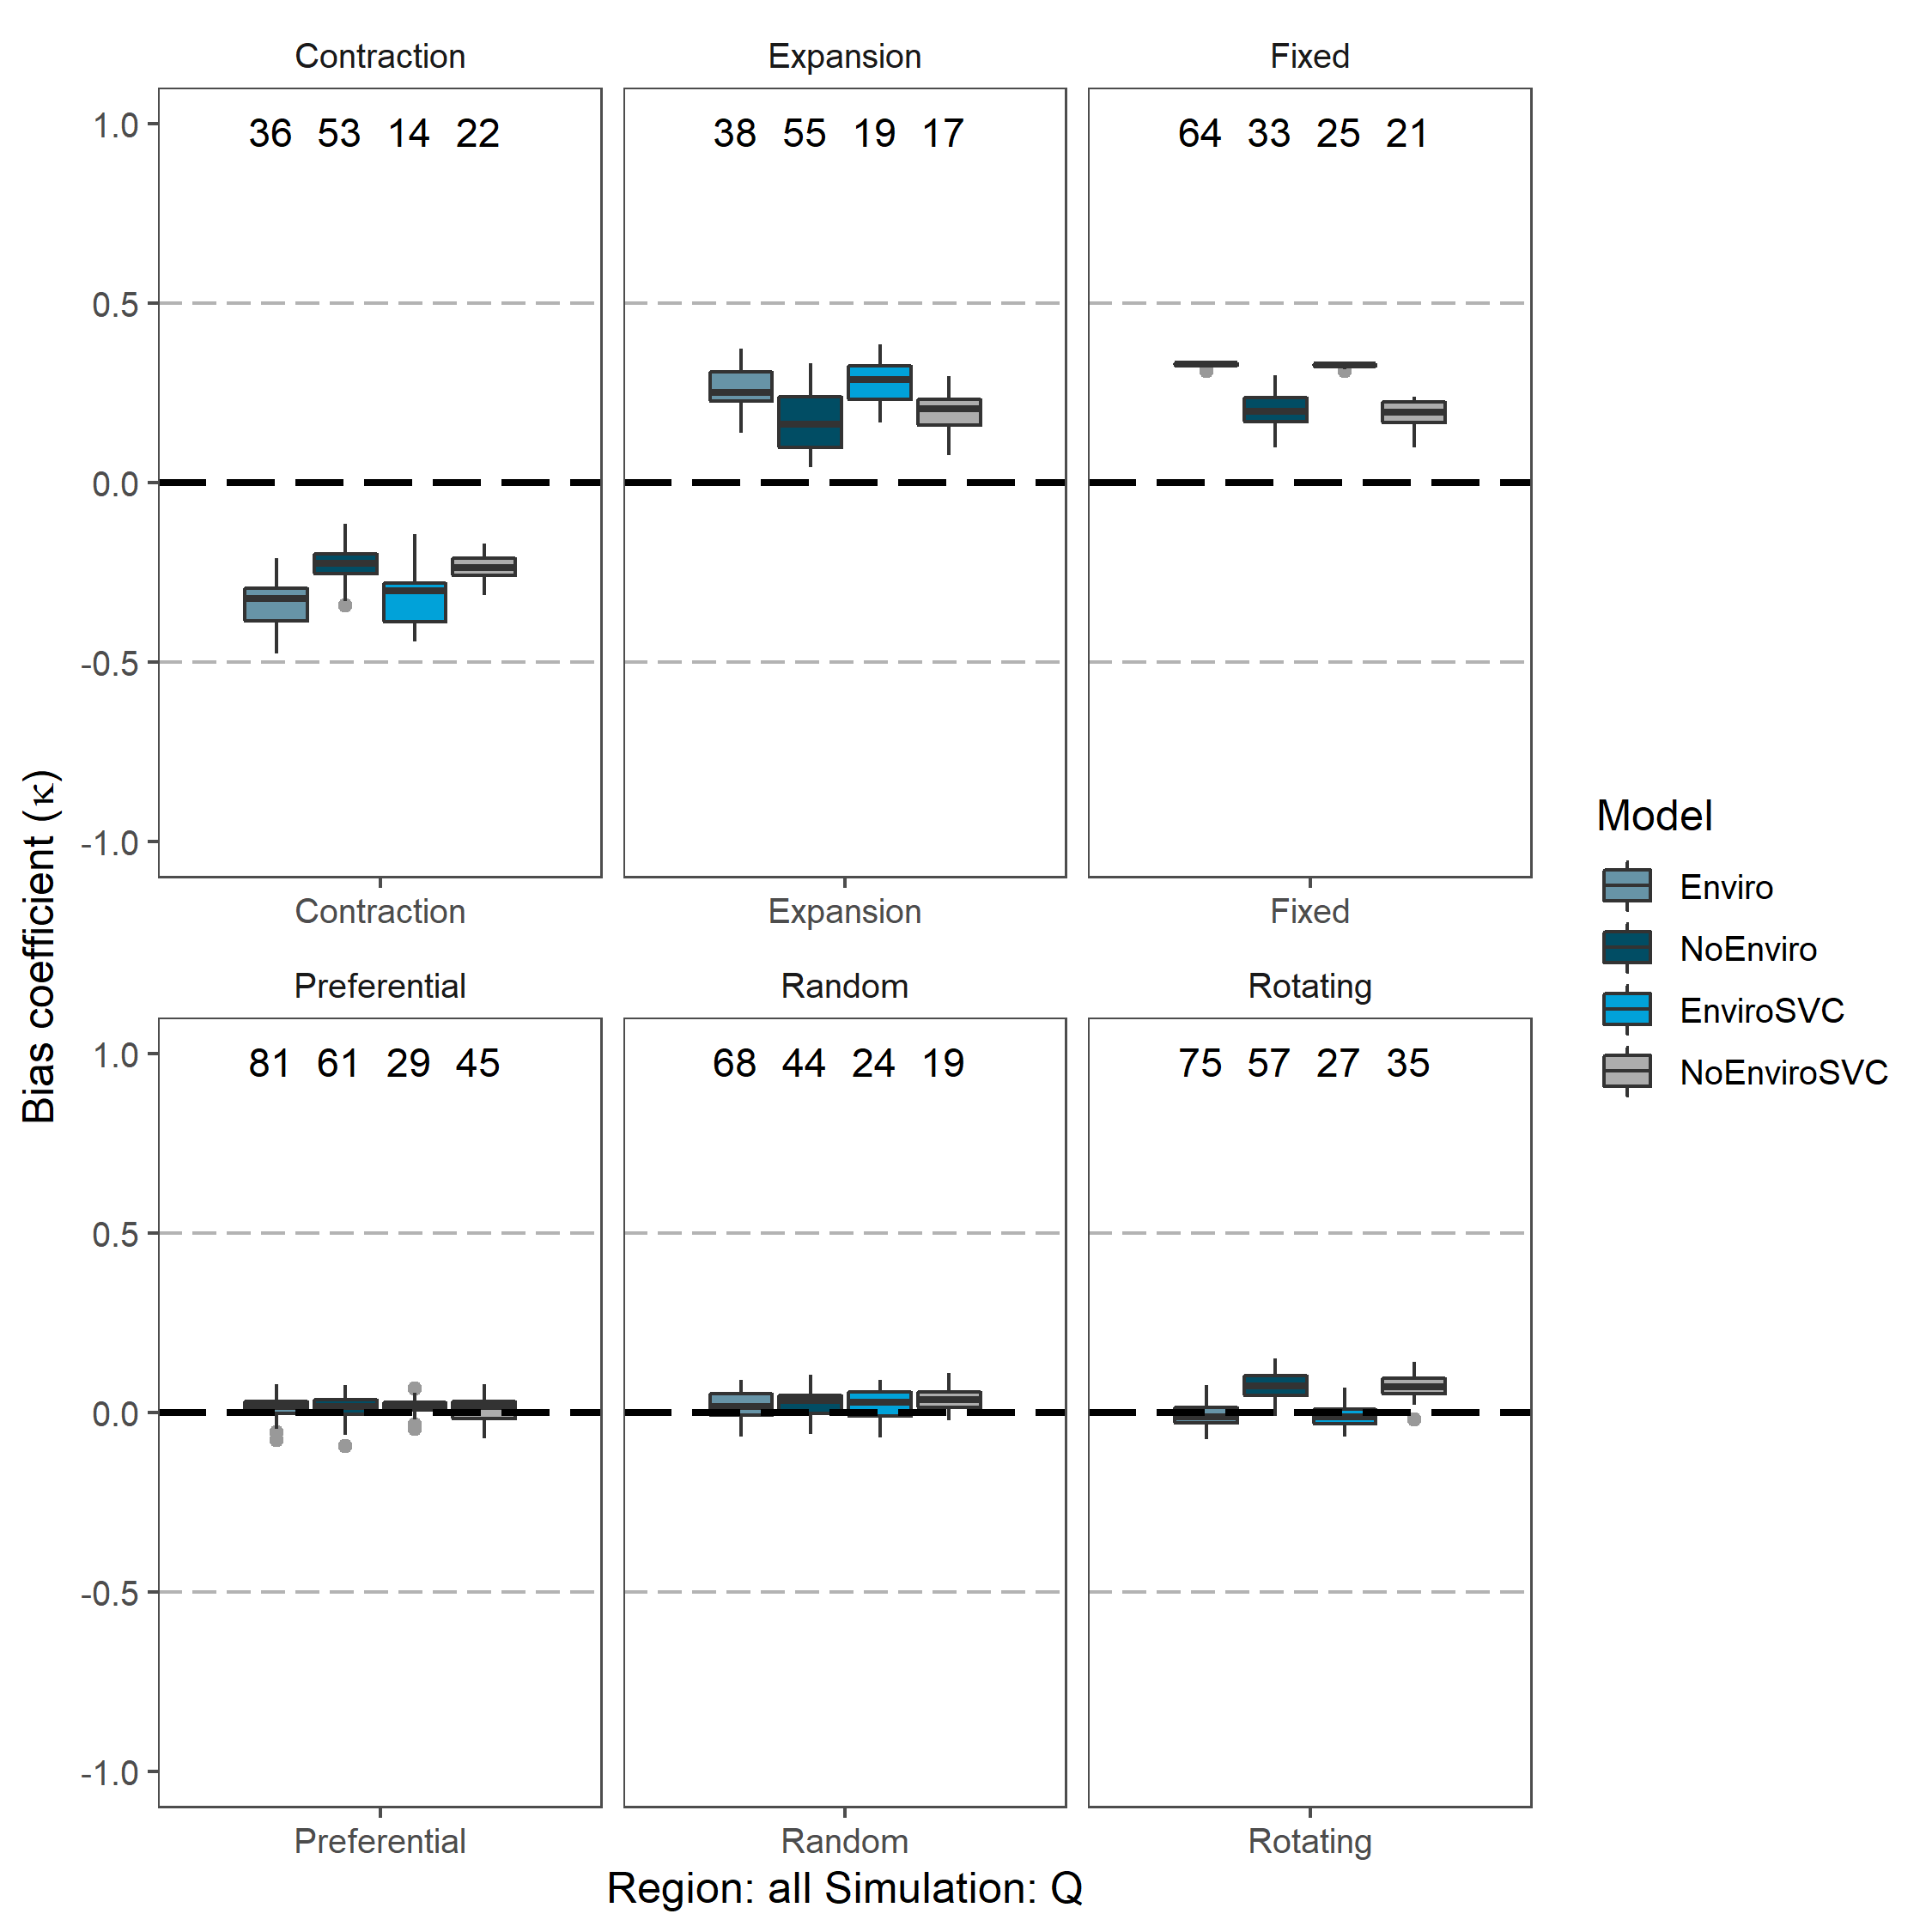 Contraction Expansion Fixed
36 53 14 22 38 55 19 17 64 33 25 21
1.0
0.5
0.0
-0.5
-1.0
Contraction Expansion Fixed
Preferential Random Rotating
81 61 29 45 68 44 24 19 75 57 27 35
1.0
0.5
0.0
-0.5
-1.0
Preferential Random Rotating
Region: all Simulation: Q
Bias coefficient (κ)
Model
Enviro
NoEnviro
EnviroSVC
NoEnviroSVC